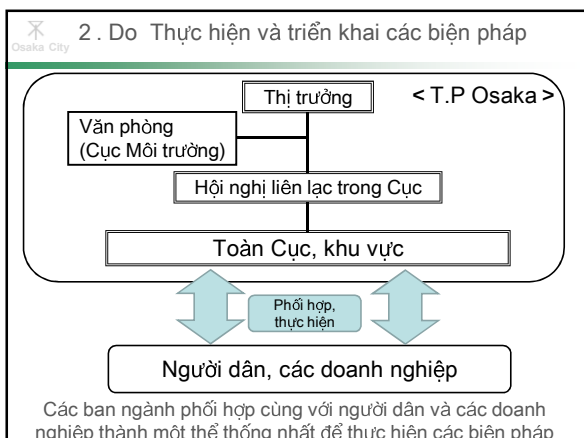 2 . Do  Thực hiện và triển khai các biện pháp
Osaka City
Thị trưởng
< T.P Osaka >
Văn phòng
(Cục Môi trường)
Hội nghị liên lạc trong Cục
Toàn Cục, khu vực
Phối hợp,
thực hiện
Người dân, các doanh nghiệp
Các ban ngành phối hợp cùng với người dân và các doanh
nghiệp thành một thể thống nhất để thực hiện các biện pháp